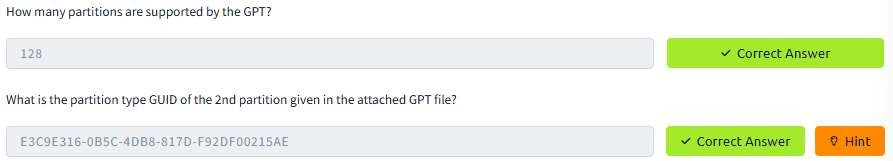 How many partitions are supported by the GPT?
128
Correct Answer
What is the partition type GUID of the 2nd partition given in the attached GPT file?
E3C9E316-0B5C-4DB8-817D-F92DF00215AE
Correct Answer
Hint